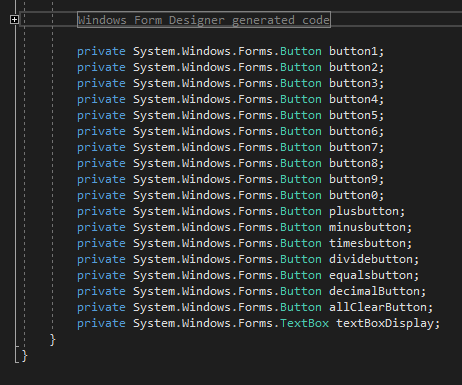 Windows Form Designer generated code
private System.Windows.Forms.Button button1;
private System.Windows.Forms.Button button2;
private System.Windows.Forms.Button button3;
private System.Windows.Forms.Button button4;
private System.Windows.Forms.Button button5;
private System.Windows.Forms.Button button6;
private System.Windows.Forms.Button button7;
private System.Windows.Forms.Button button8;
private System.Windows.Forms.Button button9;
private System.Windows.Forms.Button button0;
private System.Windows.Forms.Button plusbutton;
private System.Windows.Forms.Button minusbutton;
private System.Windows.Forms.Button timesbutton;
private System.Windows.Forms.Button dividebutton;
private System.Windows.Forms.Button equalsbutton;
private System.Windows.Forms.Button decimalButton;
private System.Windows.Forms.Button allClearButton;
private System.Windows.Forms.TextBox textBoxDisplay;
}
}